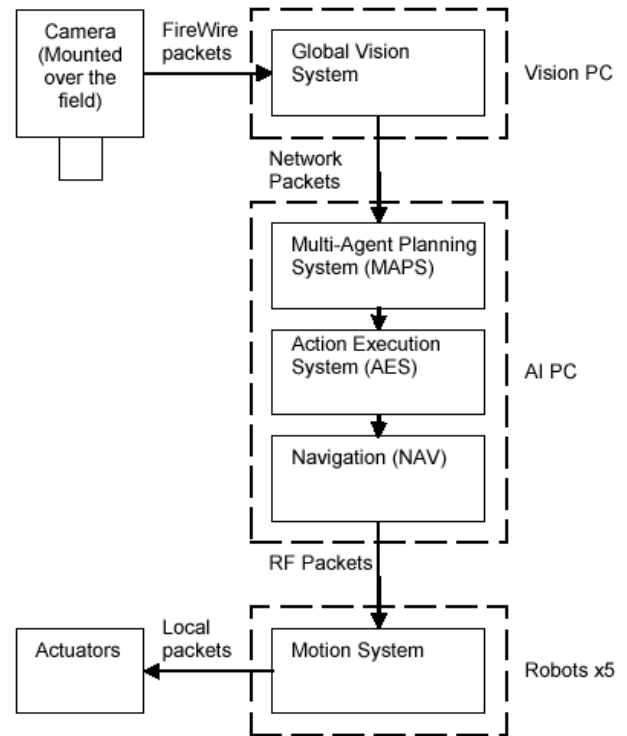 Camera
(Mounted
over the
field)
FireWire
packets
Global Vision
System
Vision PC
Network
Packets
Multi-Agent Planning
System (MAPS)
Action Execution
System (AES)
AI PC
Navigation (NAV)
RF Packets
Actuators
Local
packets
Motion System
Robots x5